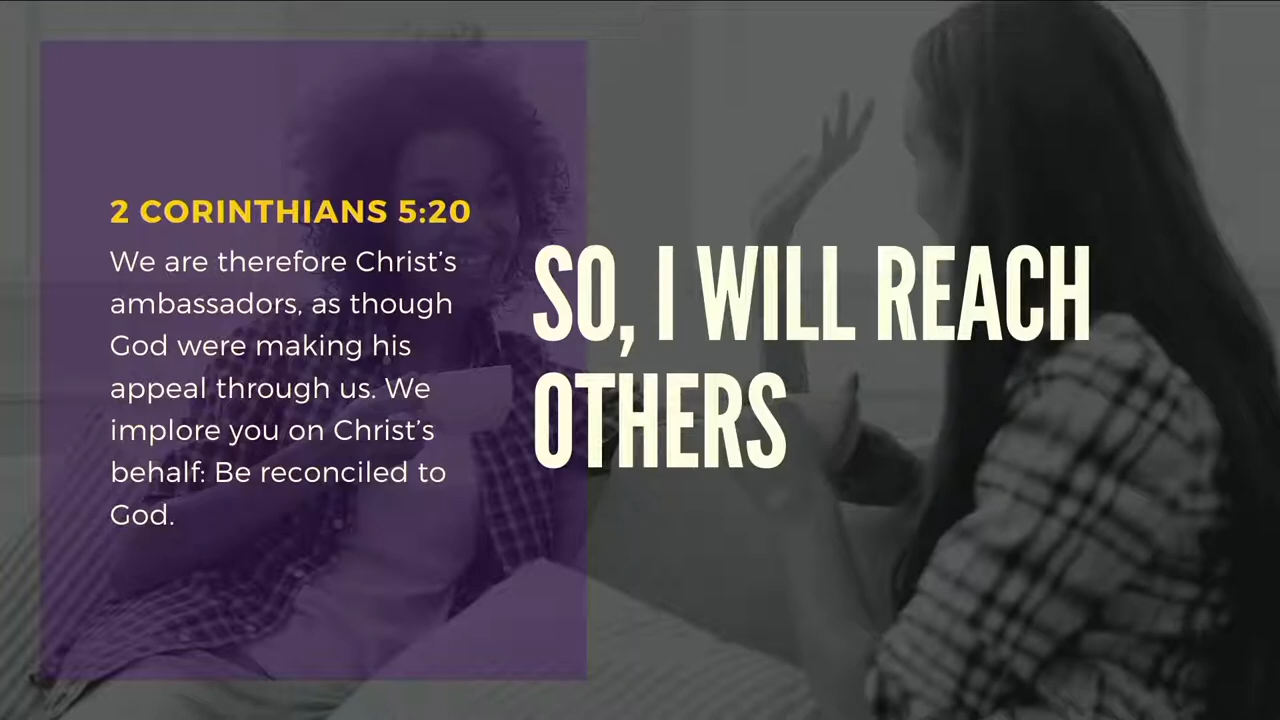 2 CORINTHIANS 5:20
We are therefore Christ’s
ambassadors, as though
God were making his
appeal through us. We
implore you on Christ’s
behalf: Be reconciled to
God.
SO, I WILL REACH
OTHERS